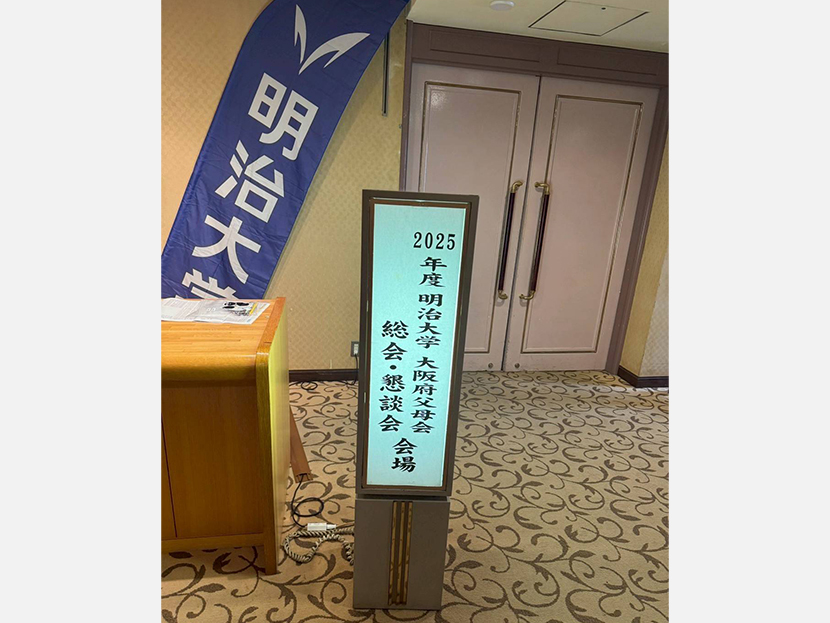 明治大学
2025
年度 明治大学 大阪府父母会
総会・懇談会 会場